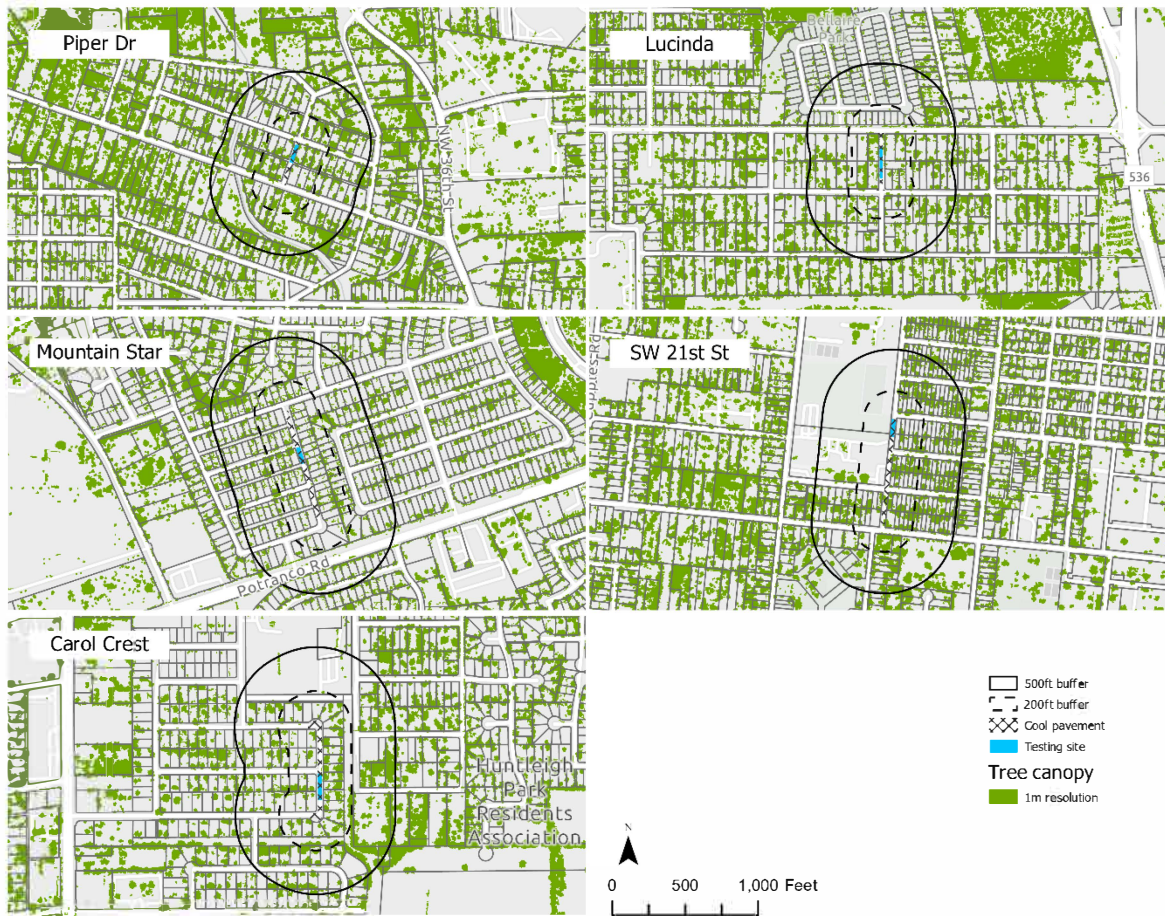 Piper Dr
NW 36th St
Lucinda
Bellaire
Park
536
Mountain Star
Potranco Rd
SW 21st St
Cupples Rd
Carol Crest
Huntleigh
Park
Residents
Association
500ft buffer
200ft buffer
Cool pavement
Testing site
Tree canopy
1m resolution
N
0 500 1,000 Feet